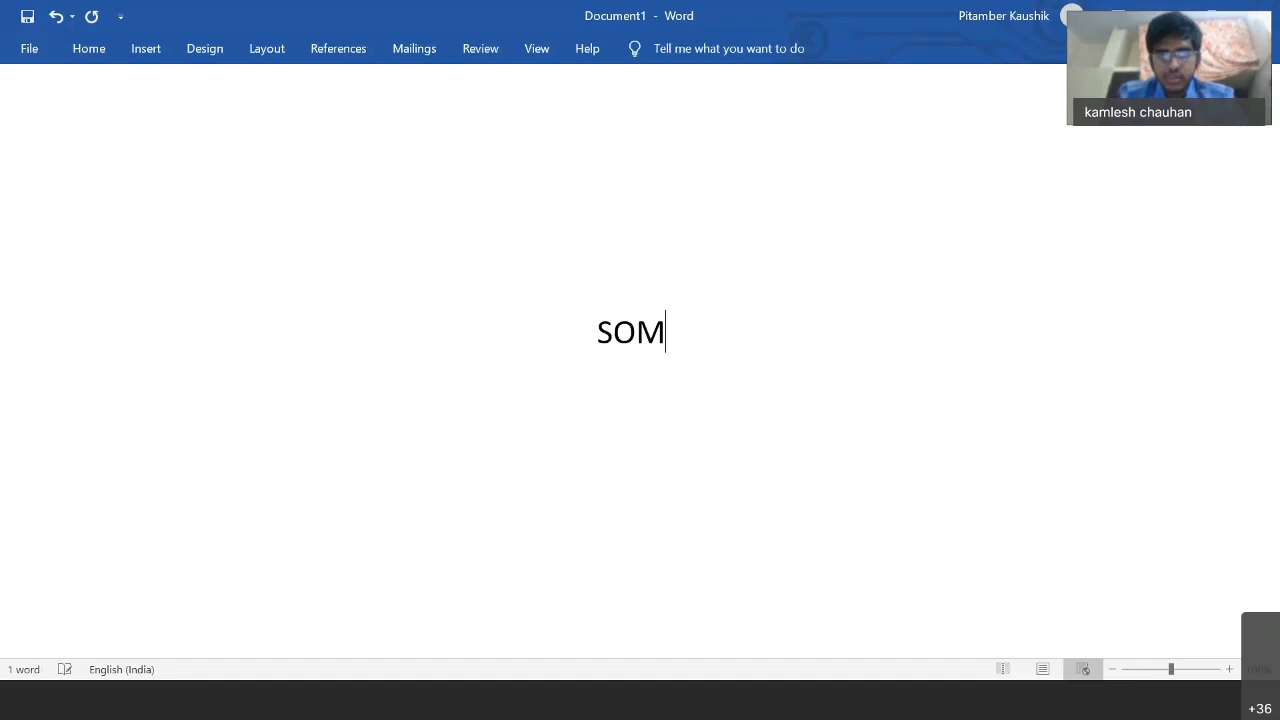 Document1 - Word
Pitamber Kaushik
File Home Insert Design Layout References Mailings Review View Help Tell me what you want to do
kamlesh chauhan
SOM
1 word English (India)
100%
+36